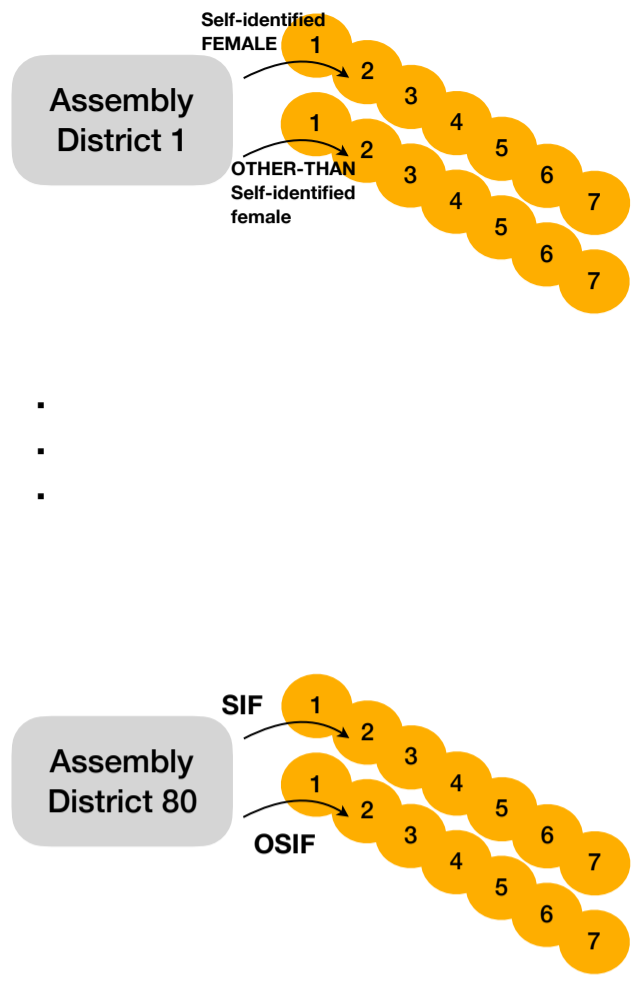 Self-identified
FEMALE
Assembly
District 1
1
2
3
4
5
6
7
1
2
3
4
5
6
7
OTHER-THAN
Self-identified
female
SIF
Assembly
District 80
1
2
3
4
5
6
7
1
2
3
4
5
6
7
OSIF